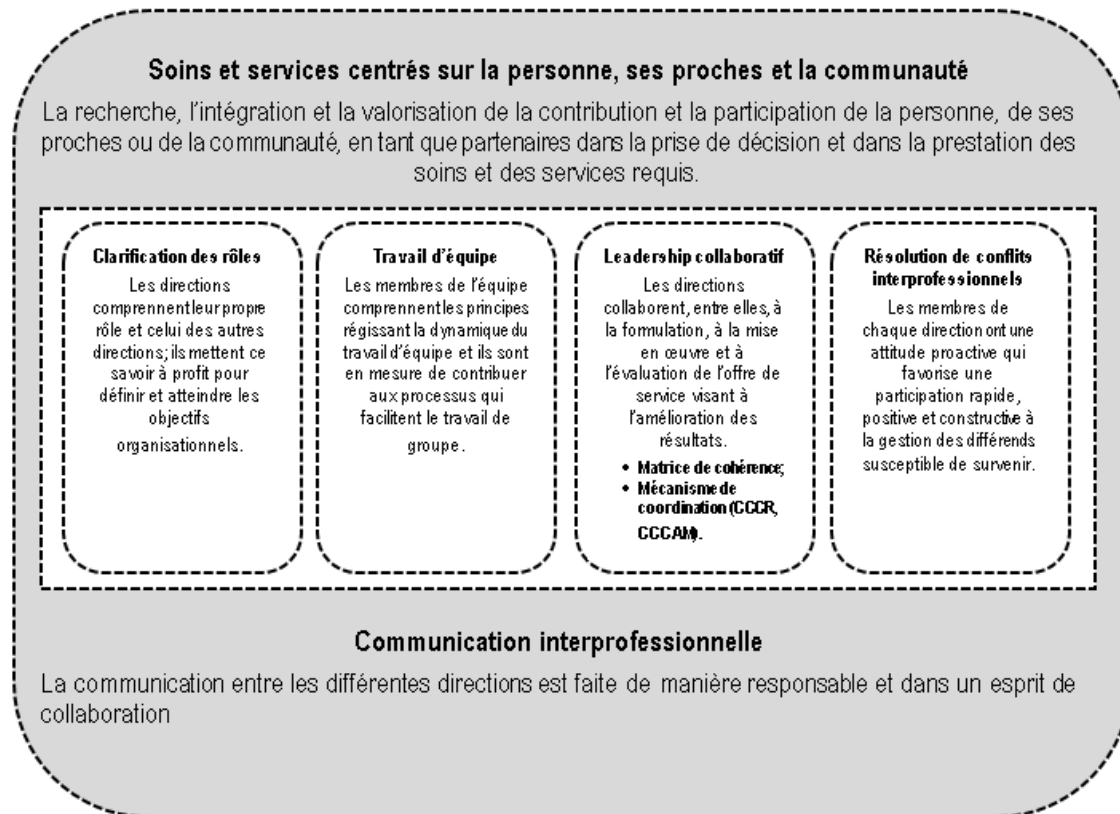 Soins et services centrés sur la personne, ses proches et la communauté
La recherche, l'intégration et la valorisation de la contribution et la participation de la personne, de ses
proches ou de la communauté, en tant que partenaires dans la prise de décision et dans la prestation des
soins et des services requis.
Clarification des rôles
Les directions
comprennent leur propre
rôle et celui des autres
directions; ils mettent ce
savoir à profit pour
définir et atteindre les
objectifs
organisationnels.
Travail d'équipe
Les membres de l'équipe
comprennent les principes
régissant la dynamique du
travail d'équipe et ils sont
en mesure de contribuer
aux processus qui
facilitent le travail de
groupe.
Leadership collaboratif
Les directions
collaborent, entre elles, à
la formulation, à la mise
en œuvre et à
l'évaluation de l'offre de
service visant à
l'amélioration des
résultats.
• Matrice de cohérence;
• Mécanisme de
coordination (CCCR,
CCCAM).
Résolution de conflits
interprofessionnels
Les membres de
chaque direction ont une
attitude proactive qui
favorise une
participation rapide,
positive et constructive à
la gestion des différends
susceptible de survenir.
Communication interprofessionnelle
La communication entre les différentes directions est faite de manière responsable et dans un esprit de
collaboration